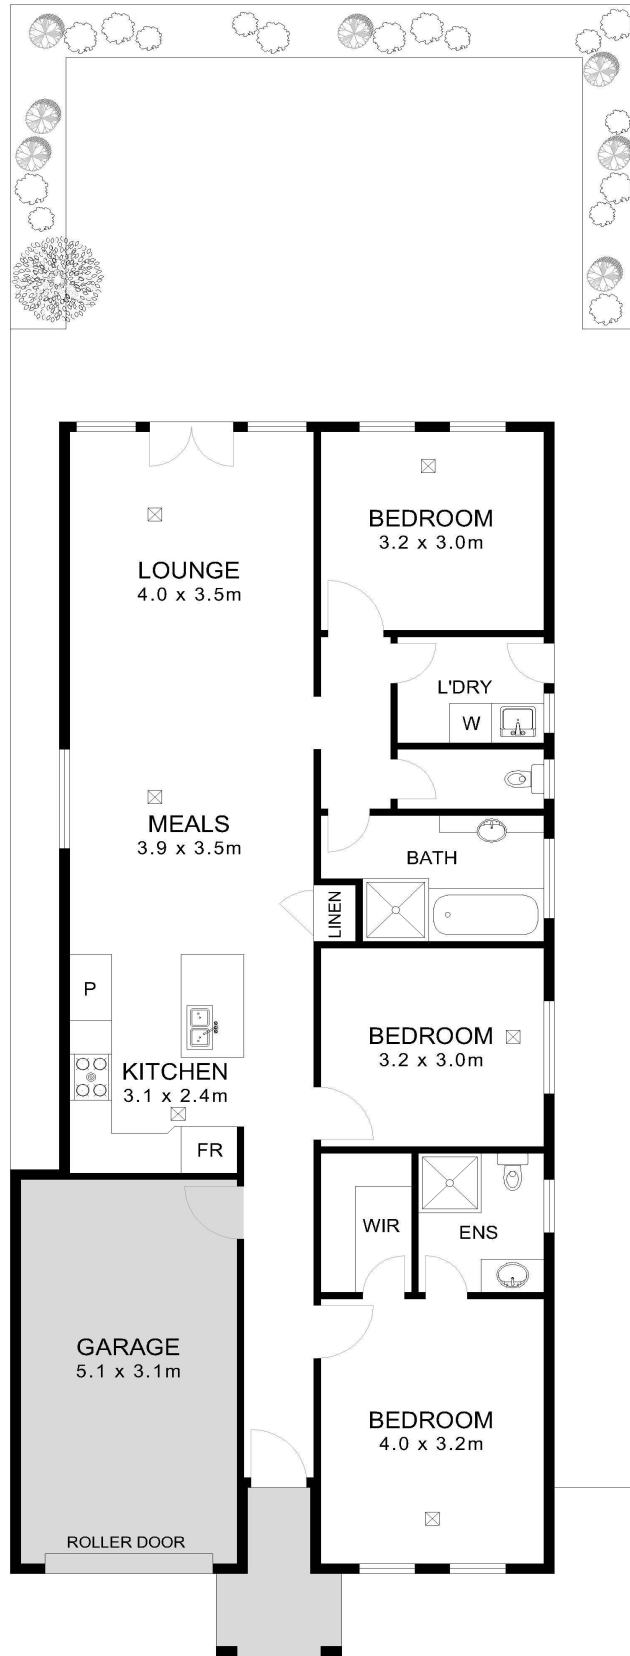 BEDROOM
3.2 x 3.0m
LOUNGE
4.0 x 3.5m
L'DRY
W
MEALS
3.9 x 3.5m
BATH
LINEN
P
BEDROOM
3.2 x 3.0m
KITCHEN
3.1 x 2.4m
FR
WIR
ENS
GARAGE
5.1 x 3.1m
BEDROOM
4.0 x 3.2m
ROLLER DOOR